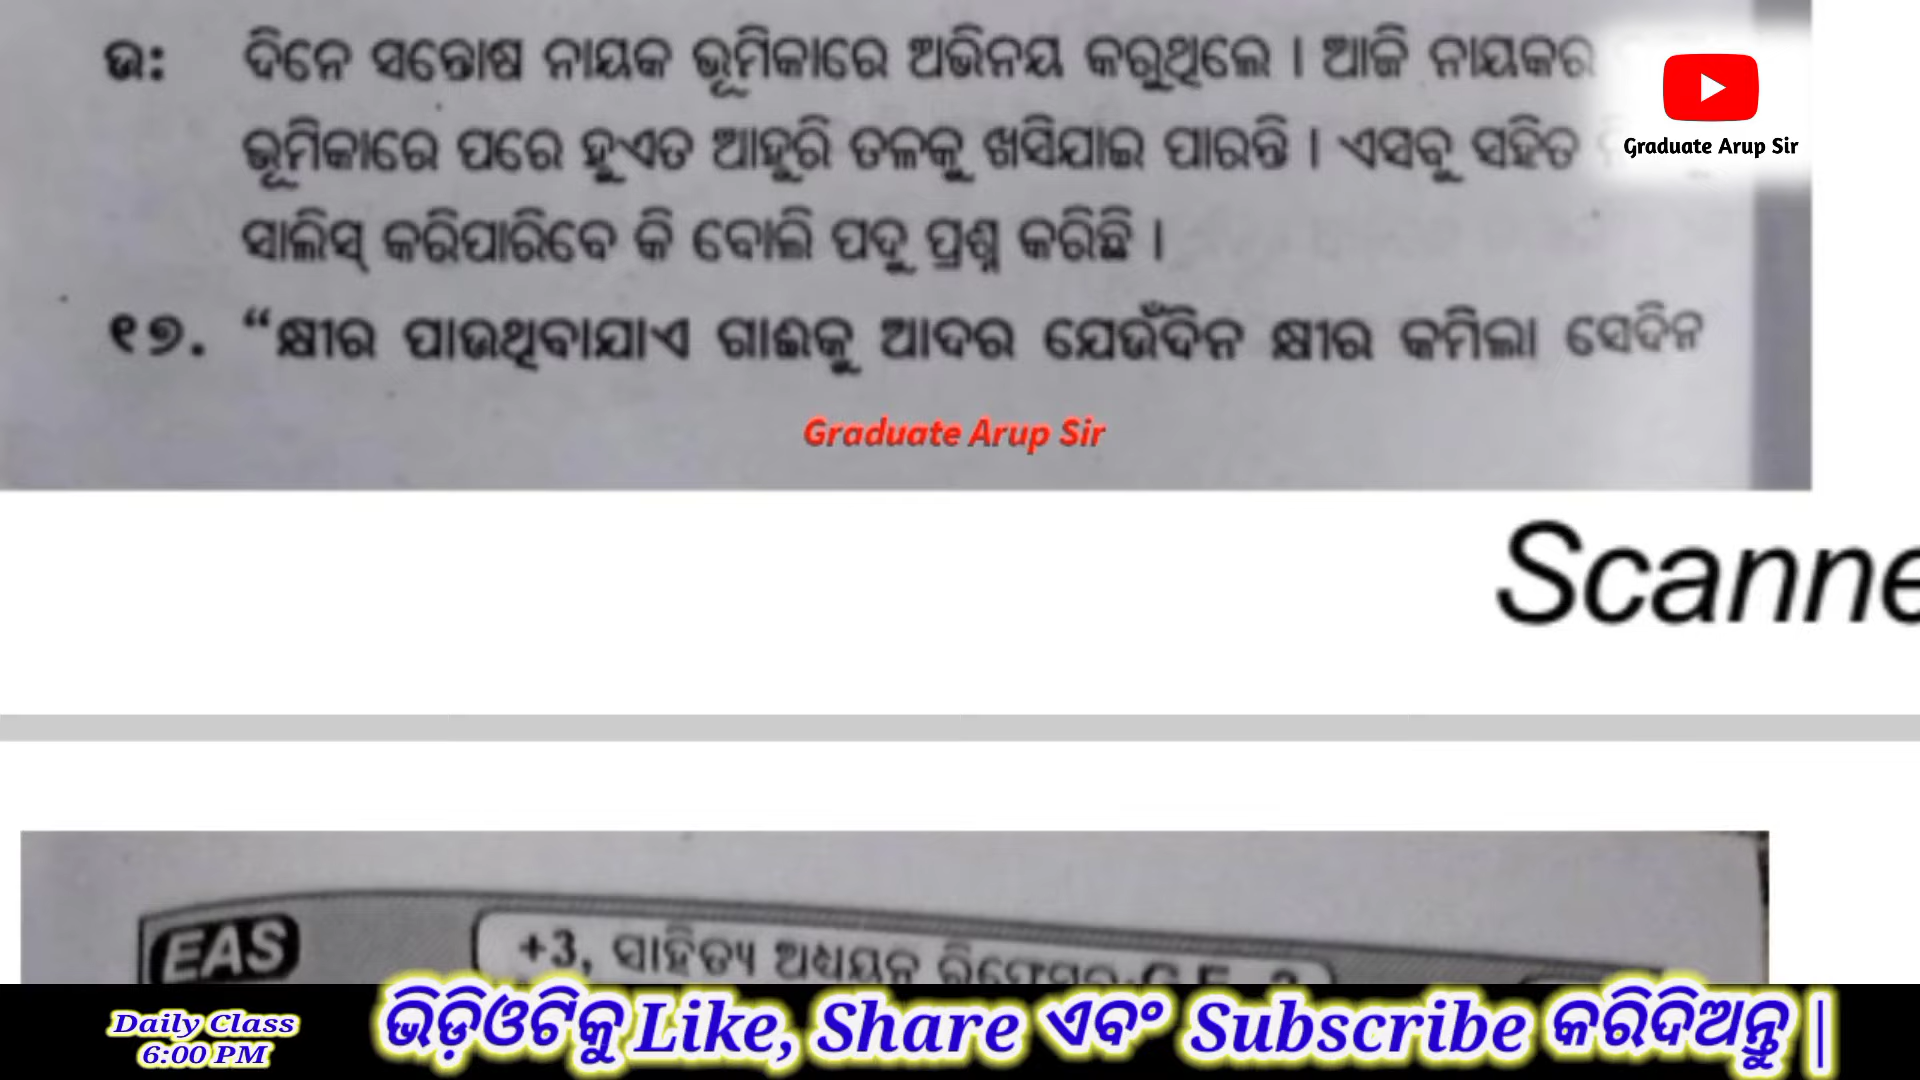 ଉ: ଦିନେ ସନ୍ତୋଷ ନାୟକ ଭୂମିକାରେ ଅଭିନୟ କରୁଥିଲେ । ଆଜି ନାୟକର
ଭୂମିକାରେ ପରେ ହୁଏତ ଆହୁରି ତଳକୁ ଖସିଯାଇ ପାରନ୍ତି । ଏସବୁ ସହିତ
ସାଲିସ୍ କରିପାରିବେ କି ବୋଲି ପଦୁ ପ୍ରଶ୍ନ କରିଛି ।
୧୭. “କ୍ଷୀର ପାଉଥିବାଯାଏ ଗାଈକୁ ଆଦର ଯେଉଁଦିନ କ୍ଷୀର କମିଲା ସେଦିନ
Graduate Arup Sir
Graduate Arup Sir
Scanne
EAS
+3, ସାହିତ୍ୟ ଅଧ୍ୟୟନ
Daily Class
6:00 PM
ଭିଡ଼ିଓଟିକୁ Like, Share ଏବଂ Subscribe କରିଦିଅନ୍ତୁ |